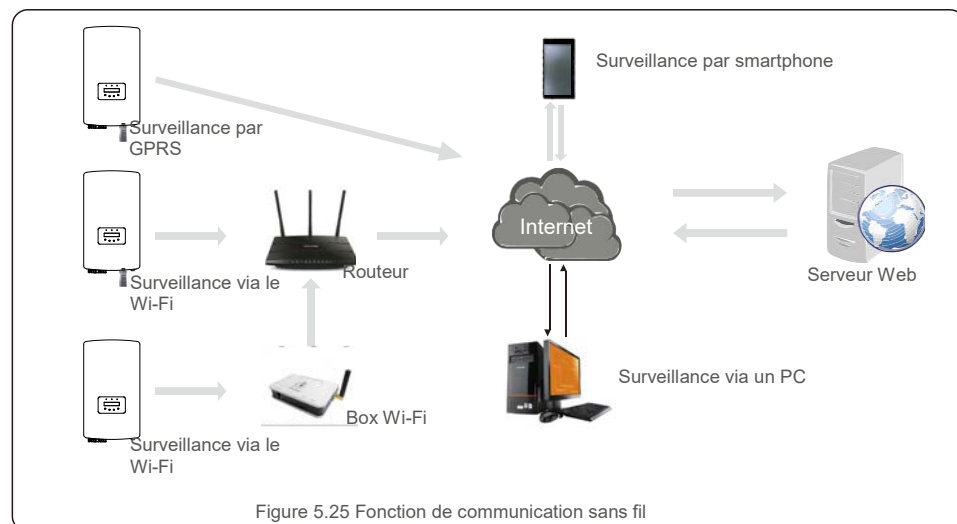 Surveillance par smartphone
Surveillance par
GPRS
Internet
Surveillance via le
Wi-Fi
Routeur
Serveur Web
Surveillance via un PC
Box Wi-Fi
Surveillance via le
Wi-Fi
Figure 5.25 Fonction de communication sans fil